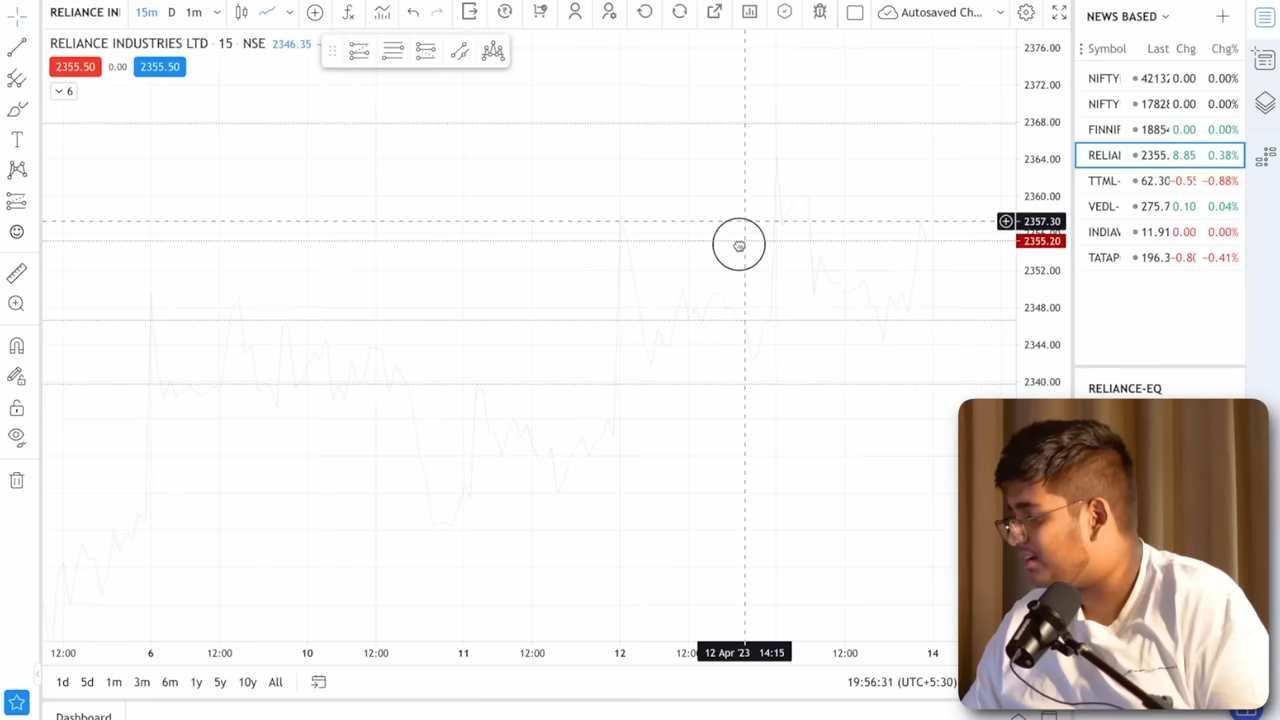 RELIANCE IN 15m D 1m Autosaved Ch... NEWS BASED
RELIANCE INDUSTRIES LTD · 15 · NSE 2346.35
2355.50 0.00 2355.50
6
Symbol Last Chg Chg%
NIFTY 42132 0.00 0.00%
NIFTY 17828 0.00 0.00%
FINNIF 18854 0.00 0.00%
RELIAI 2355. 8.85 0.38%
TTML- 62.30 -0.55 -0.88%
VEDL- 275.7 0.10 0.04%
INDIAV 11.91 0.00 0.00%
TATAP 196.3 -0.80 -0.41%
RELIANCE-EQ
2376.00
2372.00
2368.00
2364.00
2360.00
2357.30
2355.20
2352.00
2348.00
2344.00
2340.00
12:00 6 12:00 10 12:00 11 12:00 12 12:00 12 Apr '23 14:15 12:00 14
1d 5d 1m 3m 6m 1y 5y 10y All 19:56:31 (UTC+5:30)
Dashboard